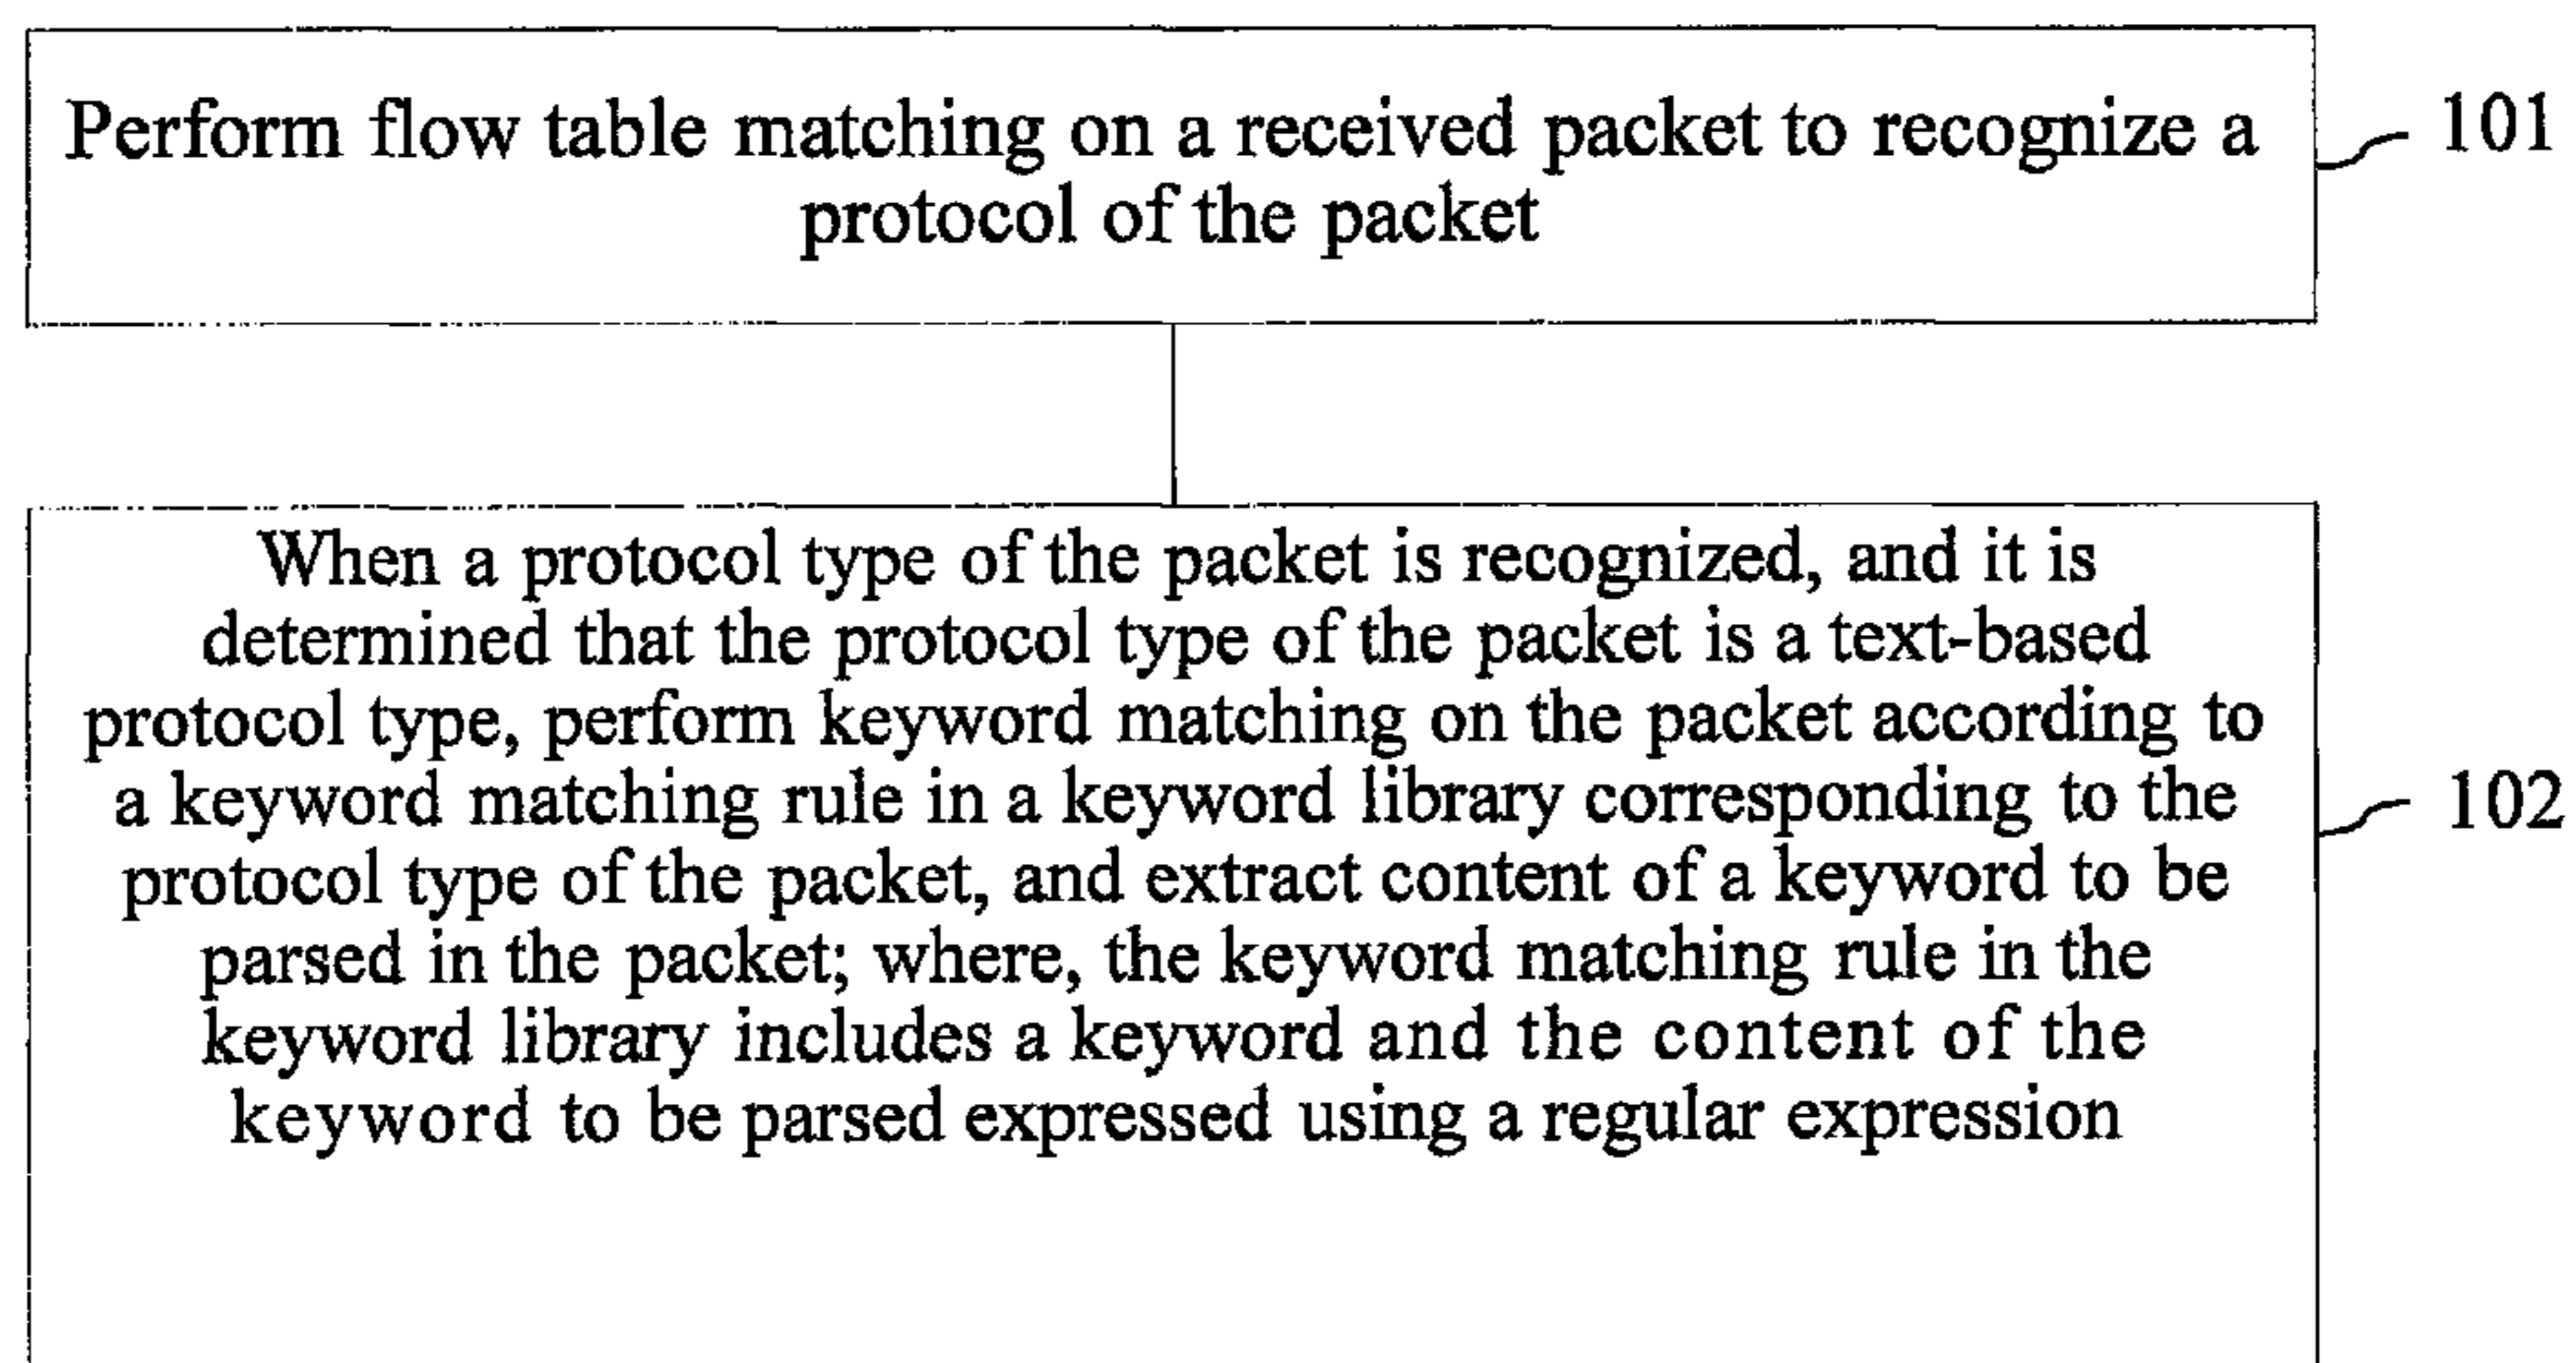 Perform flow table matching on a received packet to recognize a
protocol of the packet
101
When a protocol type of the packet is recognized, and it is
determined that the protocol type of the packet is a text-based
protocol type, perform keyword matching on the packet according to
a keyword matching rule in a keyword library corresponding to the
protocol type of the packet, and extract content of a keyword to be
parsed in the packet; where, the keyword matching rule in the
keyword library includes a keyword and the content of the
keyword to be parsed expressed using a regular expression
102